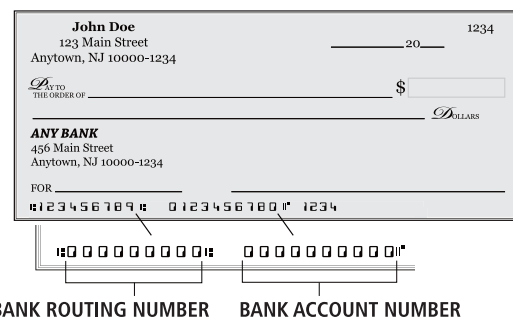 John Doe 1234
123 Main Street 20
Anytown, NJ 10000-1234
PAY TO
THE ORDER OF $
DOLLARS
ANY BANK
456 Main Street
Anytown, NJ 10000-1234
FOR
⑆123456789⑆ 0123456780⑈ 1234
⑆000000000⑆ 0000000000⑈
BANK ROUTING NUMBER BANK ACCOUNT NUMBER